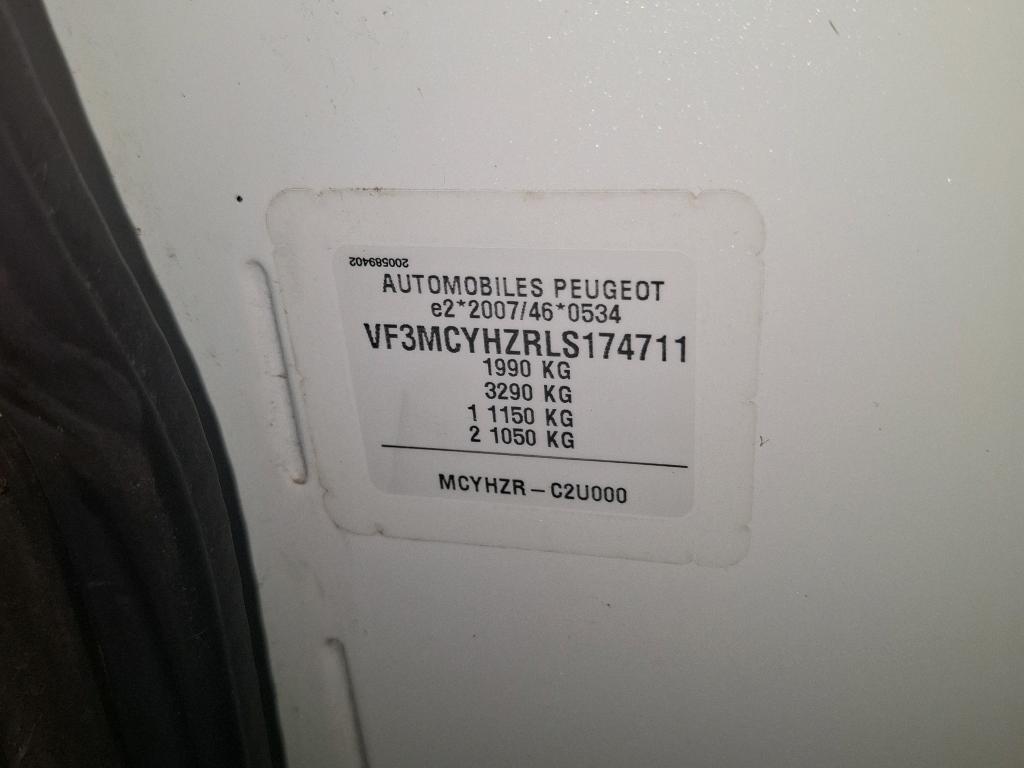 200589402
AUTOMOBILES PEUGEOT
e2*2007/46*0534
VF3MCYHZRLS174711
1990 KG
3290 KG
1 1150 KG
2 1050 KG
MCYHZR – C2U000